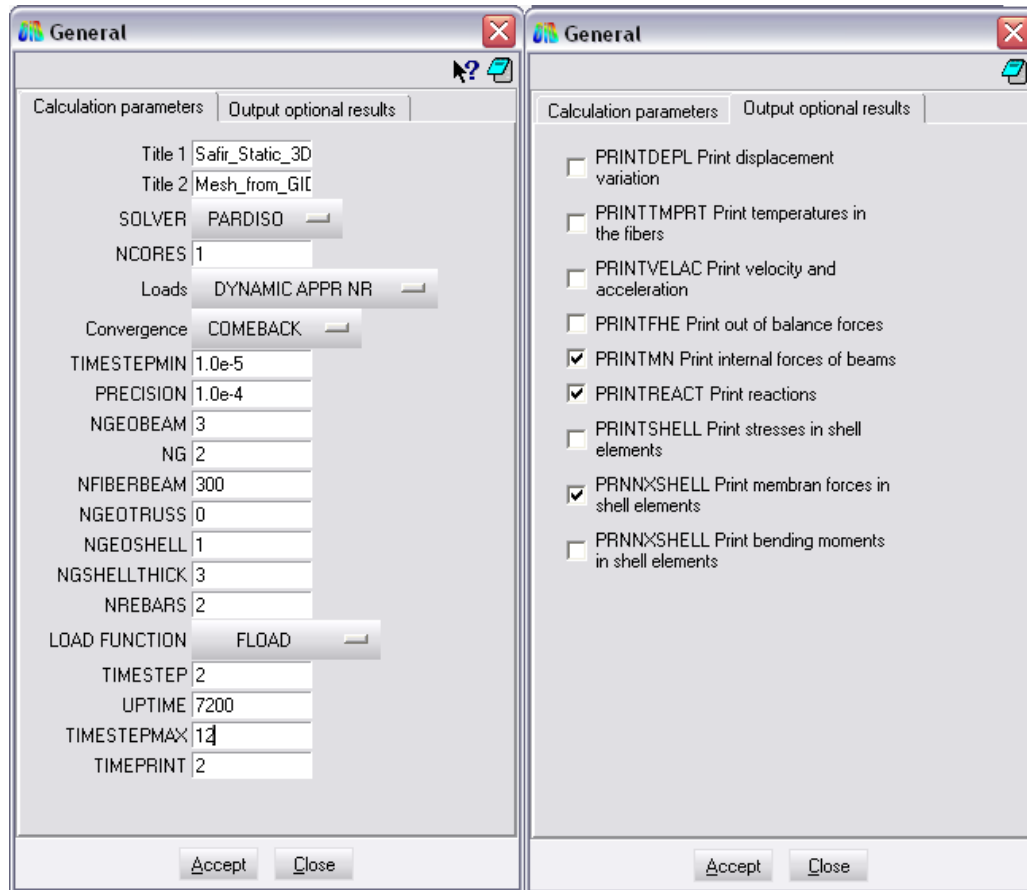 General
Calculation parameters
Output optional results
Title 1 Safir_Static_3D
Title 2 Mesh_from_GID
SOLVER PARDISO
NCORES 1
Loads DYNAMIC APPR NR
Convergence COMEBACK
TIMESTEPMIN 1.0e-5
PRECISION 1.0e-4
NGEOBEAM 3
NG 2
NFIBERBEAM 300
NGEOTRUSS 0
NGEOSHELL 1
NGSHELLTHICK 3
NREBARS 2
LOAD FUNCTION FLOAD
TIMESTEP 2
UPTIME 7200
TIMESTEPMAX 12
TIMEPRINT 2
Accept Close
General
Calculation parameters
Output optional results
PRINTDEPL Print displacement
variation
PRINTTMPRT Print temperatures in
the fibers
PRINTVELAC Print velocity and
acceleration
PRINTFHE Print out of balance forces
PRINTMN Print internal forces of beams
PRINTREACT Print reactions
PRINTSHELL Print stresses in shell
elements
PRNNXSHELL Print membran forces in
shell elements
PRNNXSHELL Print bending moments
in shell elements
Accept Close